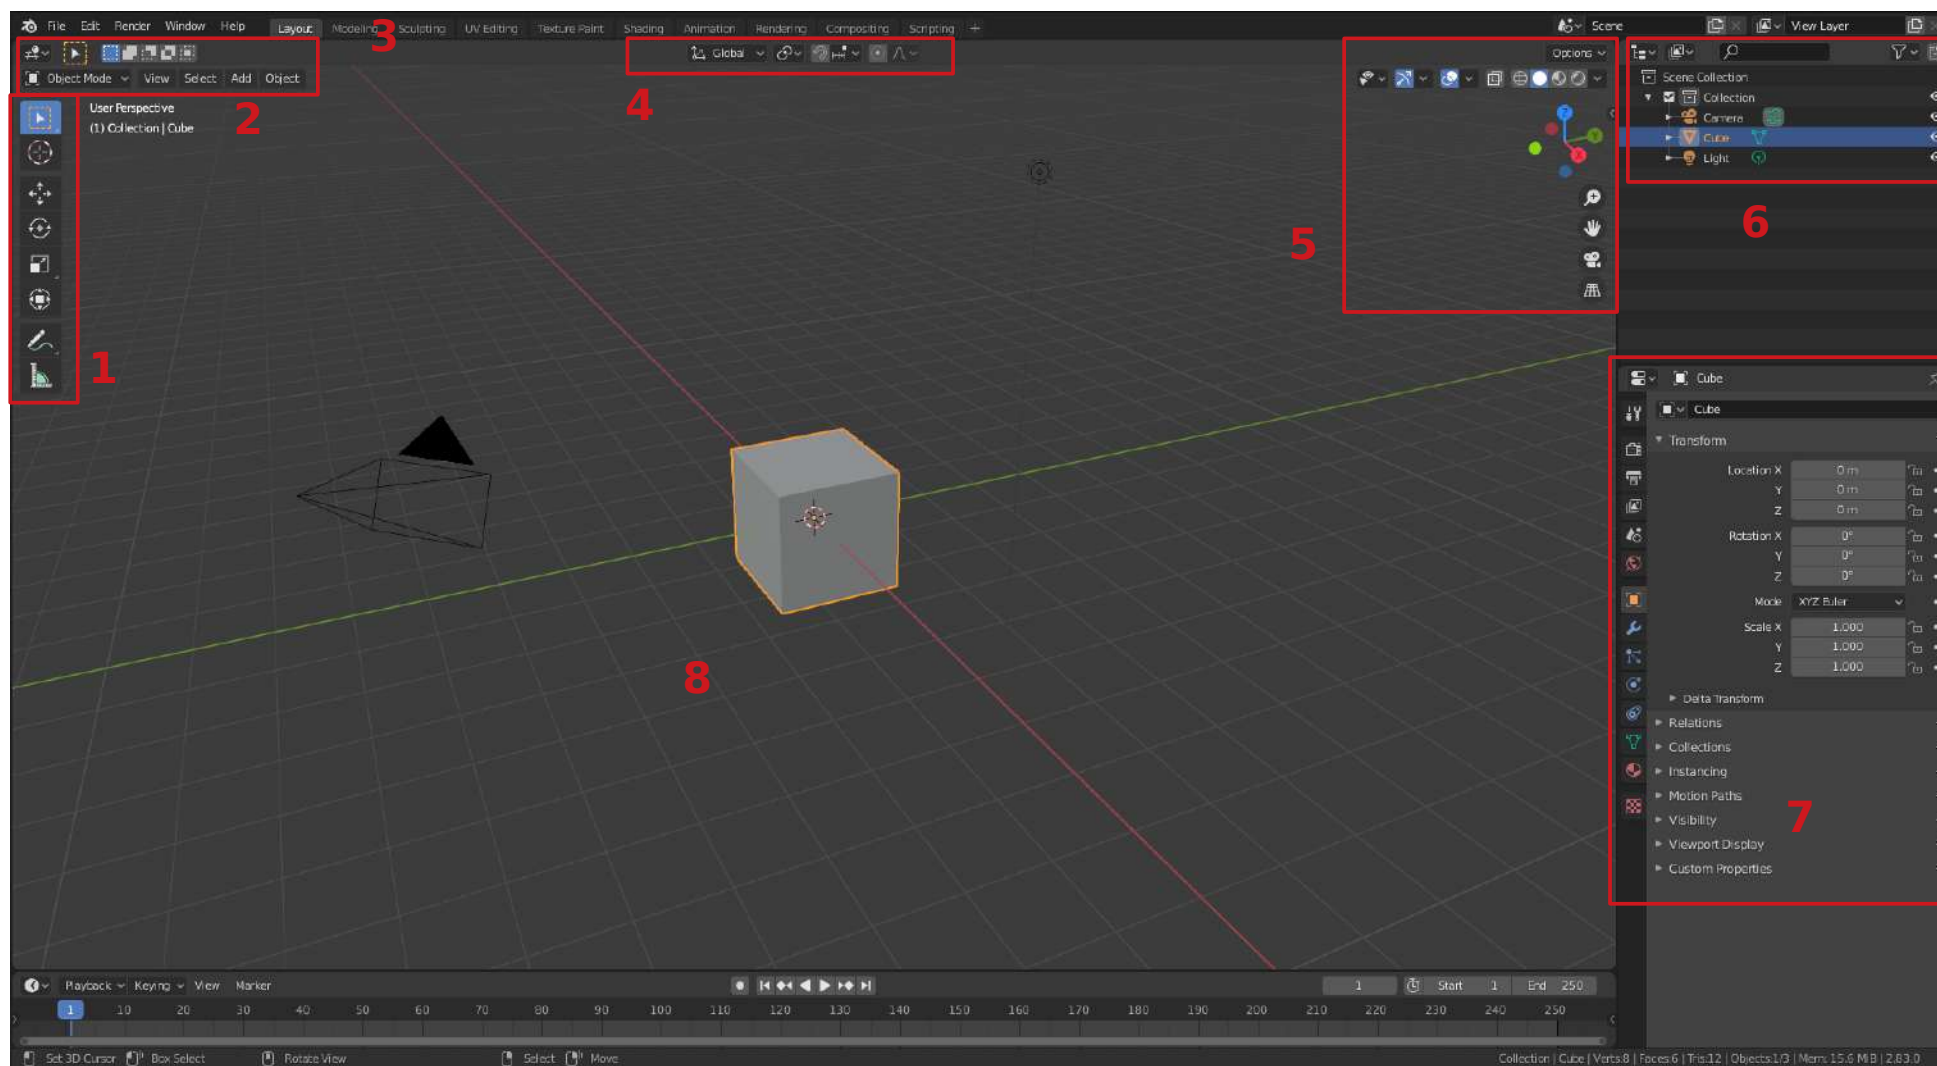 File Edit Render Window Help Layout Modeling Sculpting UV Editing Texture Paint Shading Animation Rendering Compositing Scripting + Scene View Layer
3
Global Options
Object Mode View Select Add Object
2
4
User Perspective
(1) Collection | Cube
Scene Collection
Collection
Camera
Cube
Light
Z
Y
X
5
6
1
Cube
Cube
Transform
Location X 0 m
Y 0 m
Z 0 m
Rotation X 0°
Y 0°
Z 0°
Mode XYZ Euler
Scale X 1.000
Y 1.000
Z 1.000
Delta Transform
Relations
Collections
Instancing
Motion Paths
Visibility
Viewport Display
Custom Properties
7
8
Playback Keying View Marker 1 Start 1 End 250
1 10 20 30 40 50 60 70 80 90 100 110 120 130 140 150 160 170 180 190 200 210 220 230 240 250
Set 3D Cursor Box Select Rotate View Select Move Collection | Cube | Verts:8 | Faces:6 | Tris:12 | Objects:1/3 | Mem: 15.6 MiB | 2.83.0